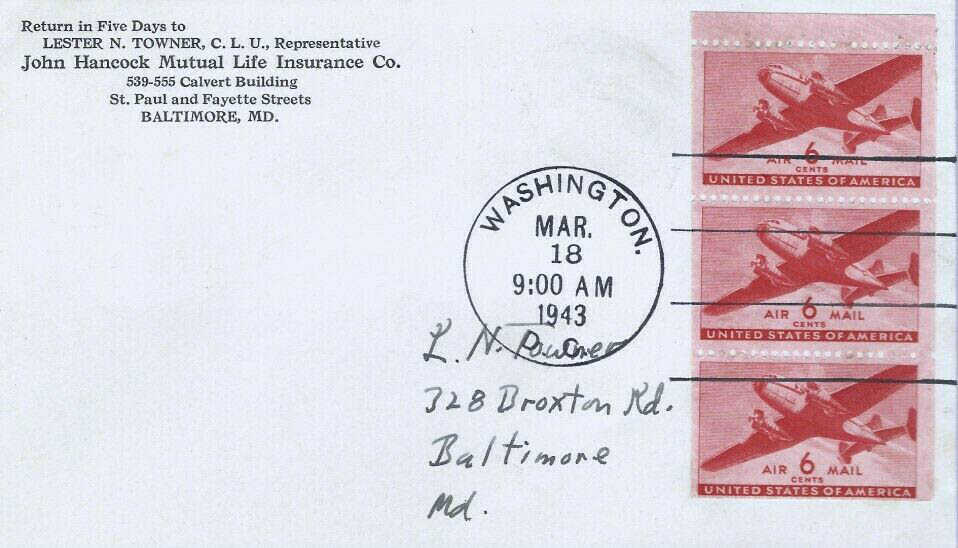 Return in Five Days to
LESTER N. TOWNER, C. L. U., Representative
John Hancock Mutual Life Insurance Co.
539-555 Calvert Building
St. Paul and Fayette Streets
BALTIMORE, MD.
WASHINGTON.
MAR.
18
9:00 AM
1943
D. C.
L. N. Towner
328 Broxton Rd.
Baltimore
Md.
AIR 6 MAIL
CENTS
UNITED STATES OF AMERICA
AIR 6 MAIL
CENTS
UNITED STATES OF AMERICA
AIR 6 MAIL
CENTS
UNITED STATES OF AMERICA